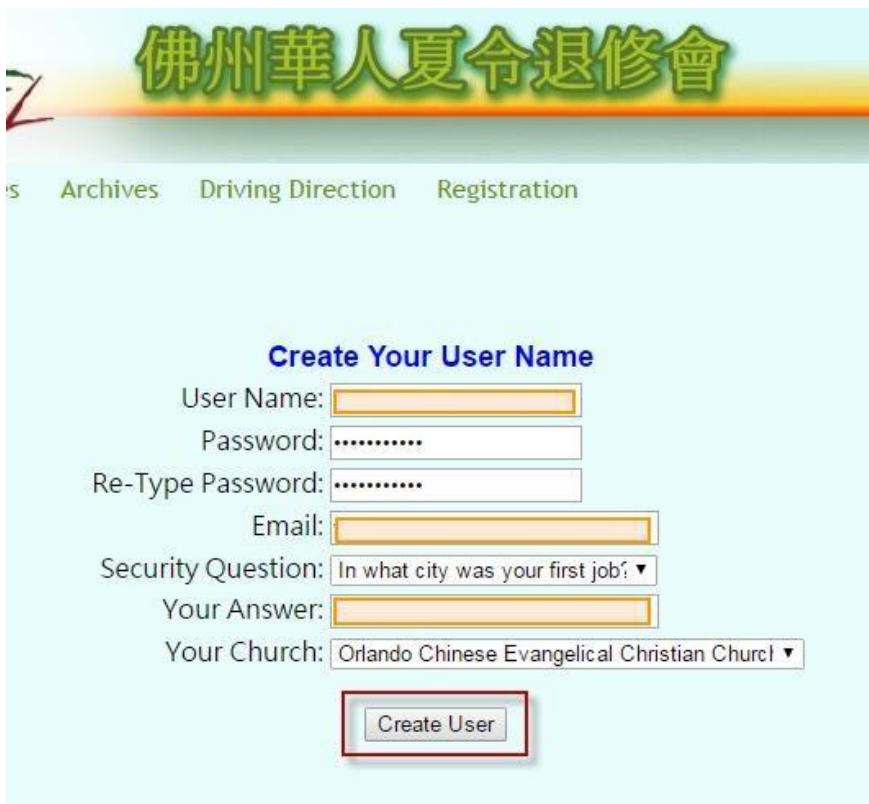 佛州華人夏令退修會
Archives Driving Direction Registration
Create Your User Name
User Name:
Password: •••••••••••
Re-Type Password: •••••••••••
Email:
Security Question: In what city was your first job?
Your Answer:
Your Church: Orlando Chinese Evangelical Christian
Create User